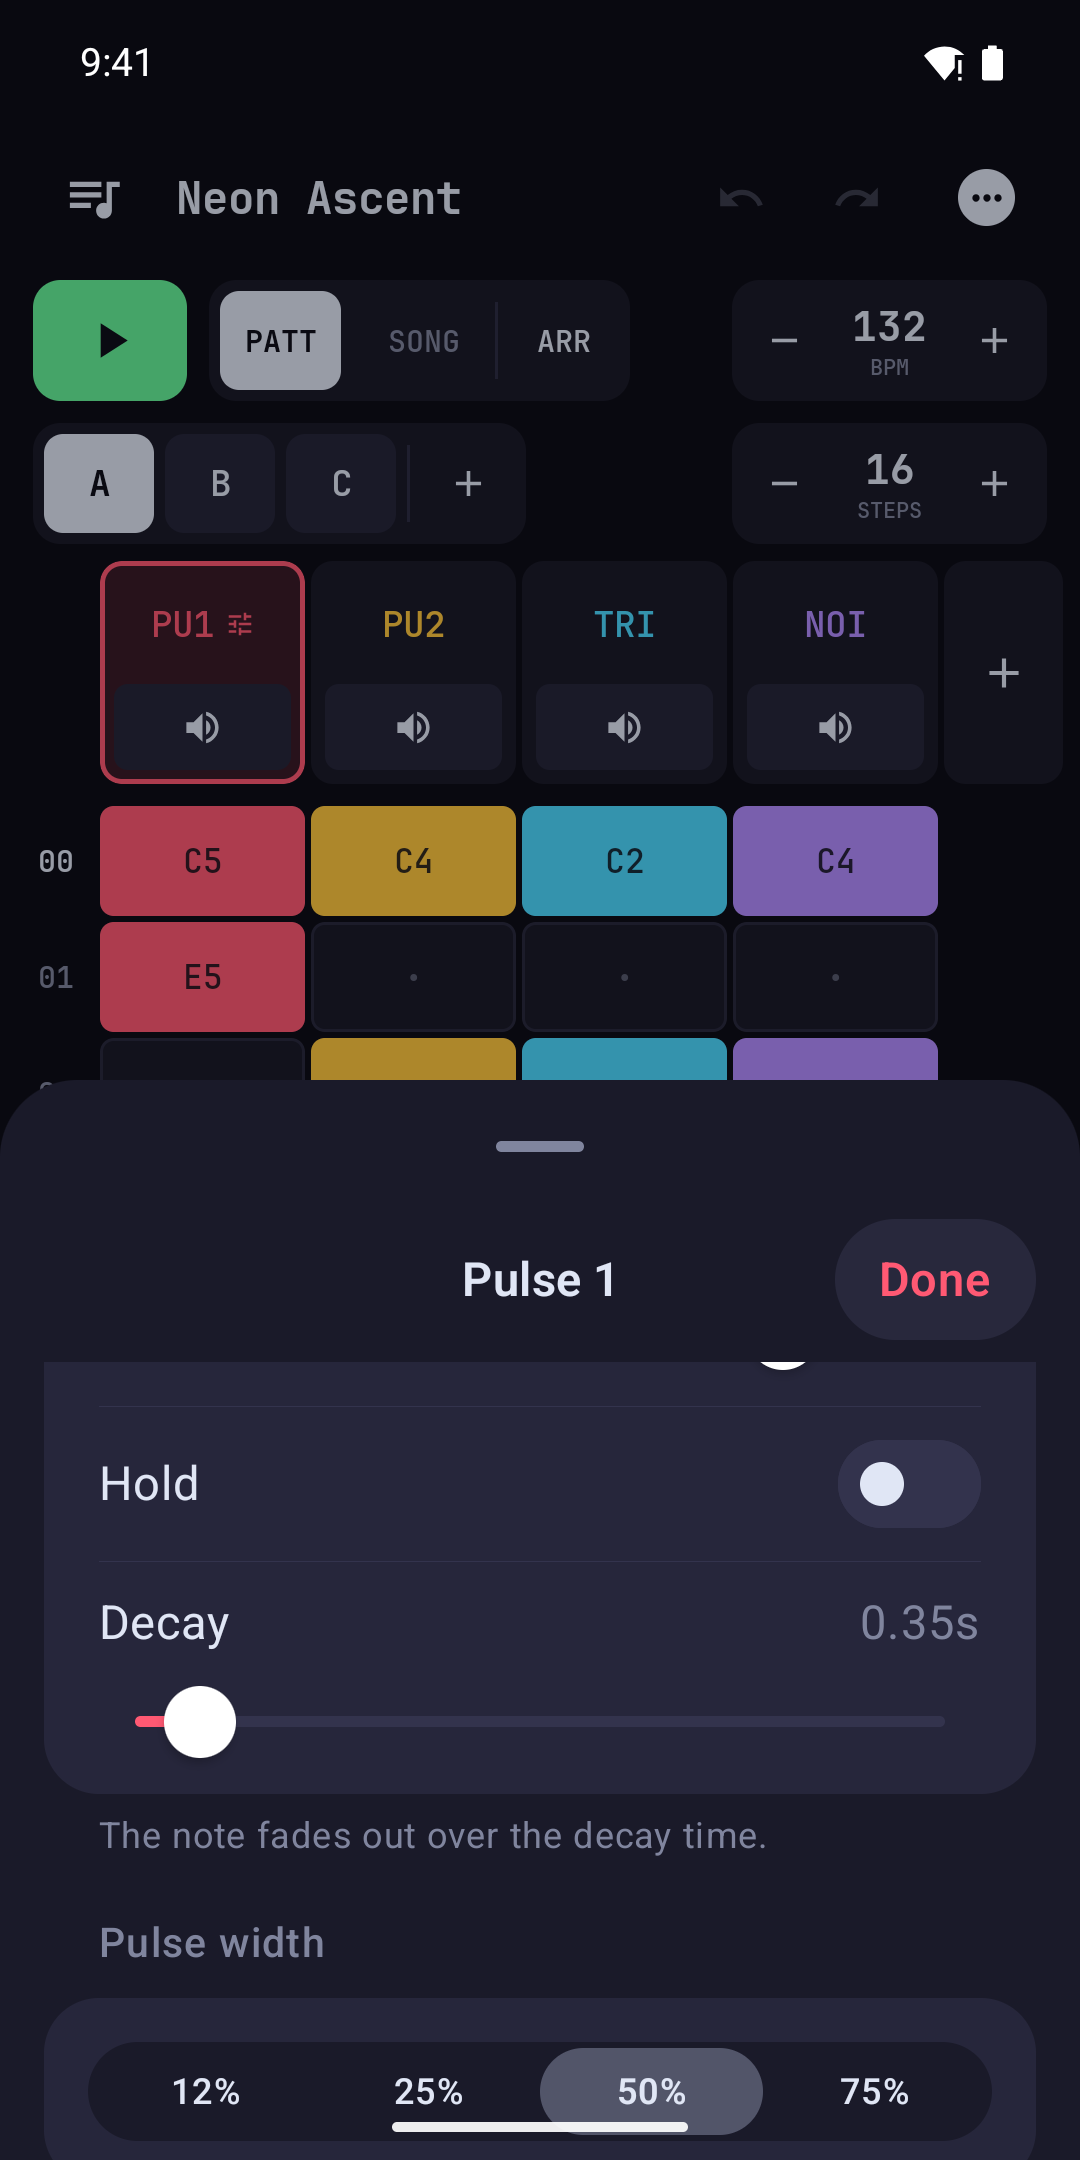 9:41
Neon Ascent
PATT SONG ARR
132
BPM
A B C
16
STEPS
PU1 PU2 TRI NOI
00 C5 C4 C2 C4
01 E5
Pulse 1 Done
Hold
Decay 0.35s
The note fades out over the decay time.
Pulse width
12% 25% 50% 75%